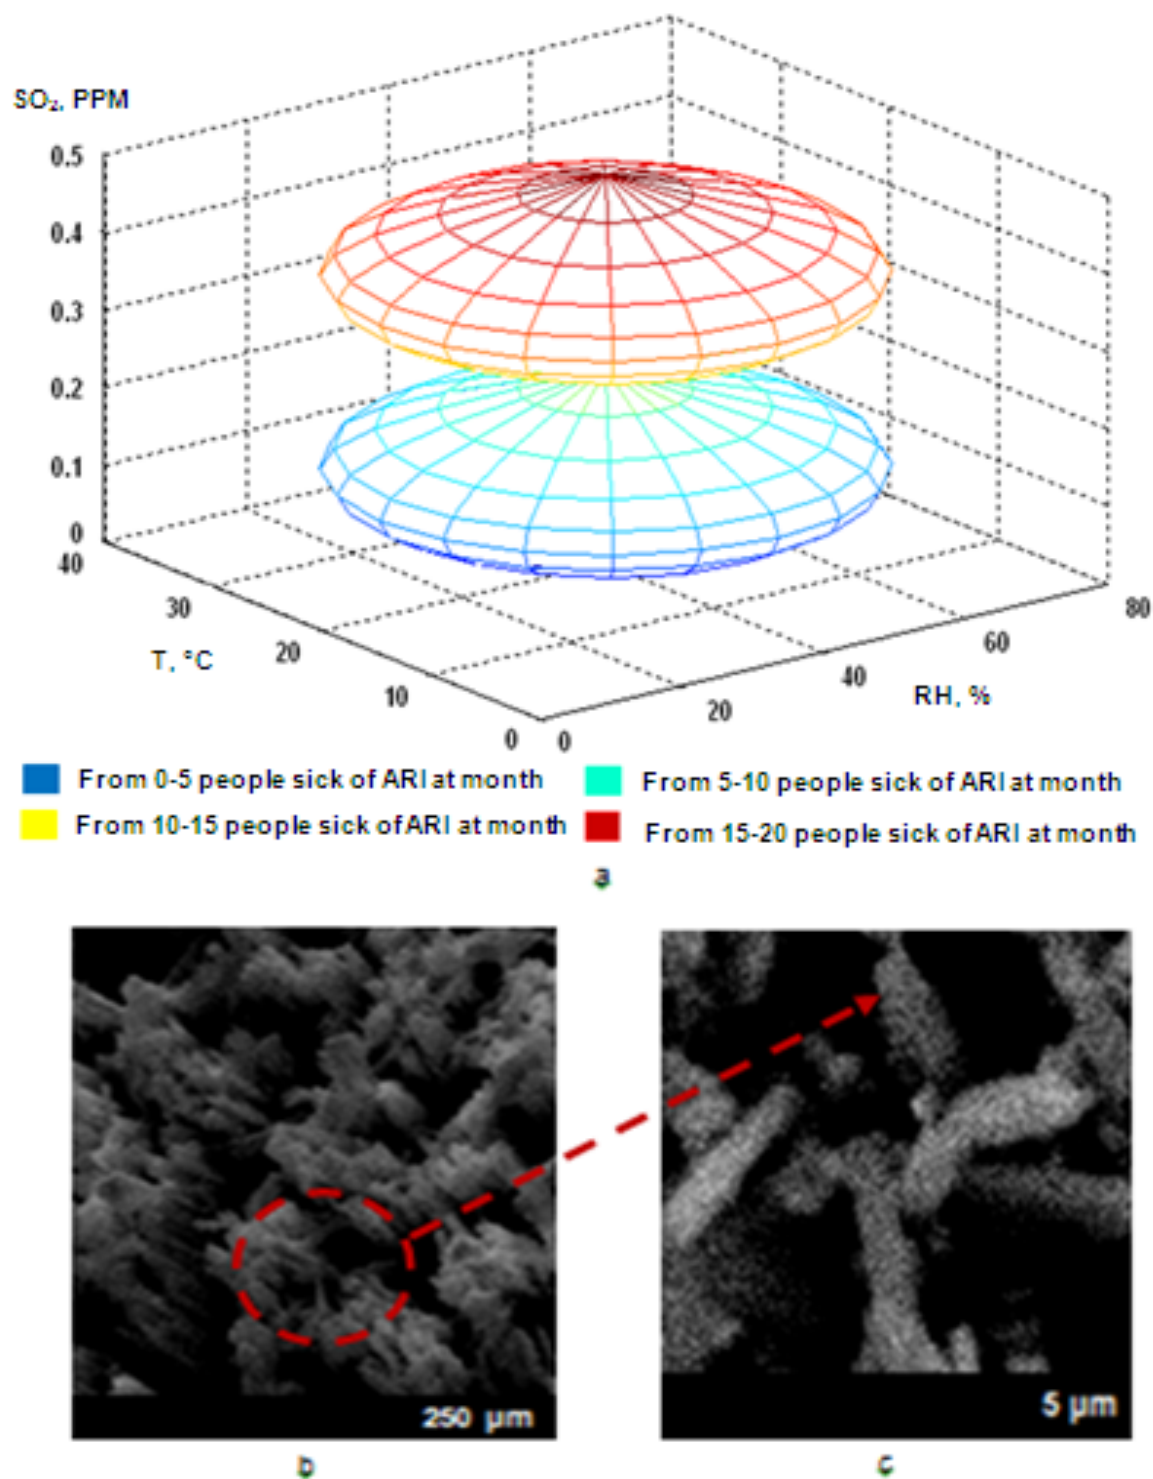 SO₂, PPM
0.5
0.4
0.3
0.2
0.1
0
40
30
20
10
0
T, °C
0
20
40
60
80
RH, %
From 0-5 people sick of ARI at month
From 5-10 people sick of ARI at month
From 10-15 people sick of ARI at month
From 15-20 people sick of ARI at month
a
250 µm
5 µm
b
c